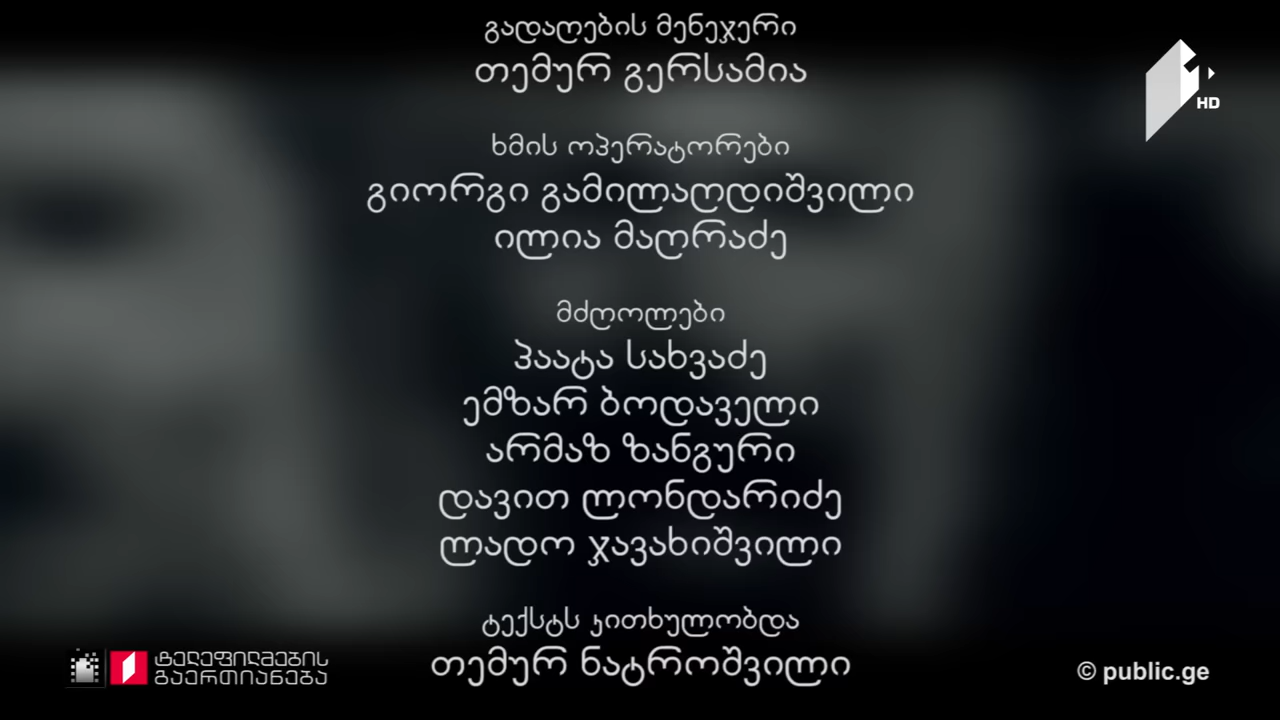 გადაღების მენეჯერი
თემურ გერსამია
HD
ხმის ოპერატორები
გიორგი გამილაღდიშვილი
ილია მაღრაძე
მძღოლები
პაატა სახვაძე
ემზარ ბოდაველი
არმაზ ზანგური
დავით ლონდარიძე
ლადო ჯავახიშვილი
ტექსტს კითხულობდა
თემურ ნატროშვილი
ტელეფილმების
გაერთიანება
© public.ge